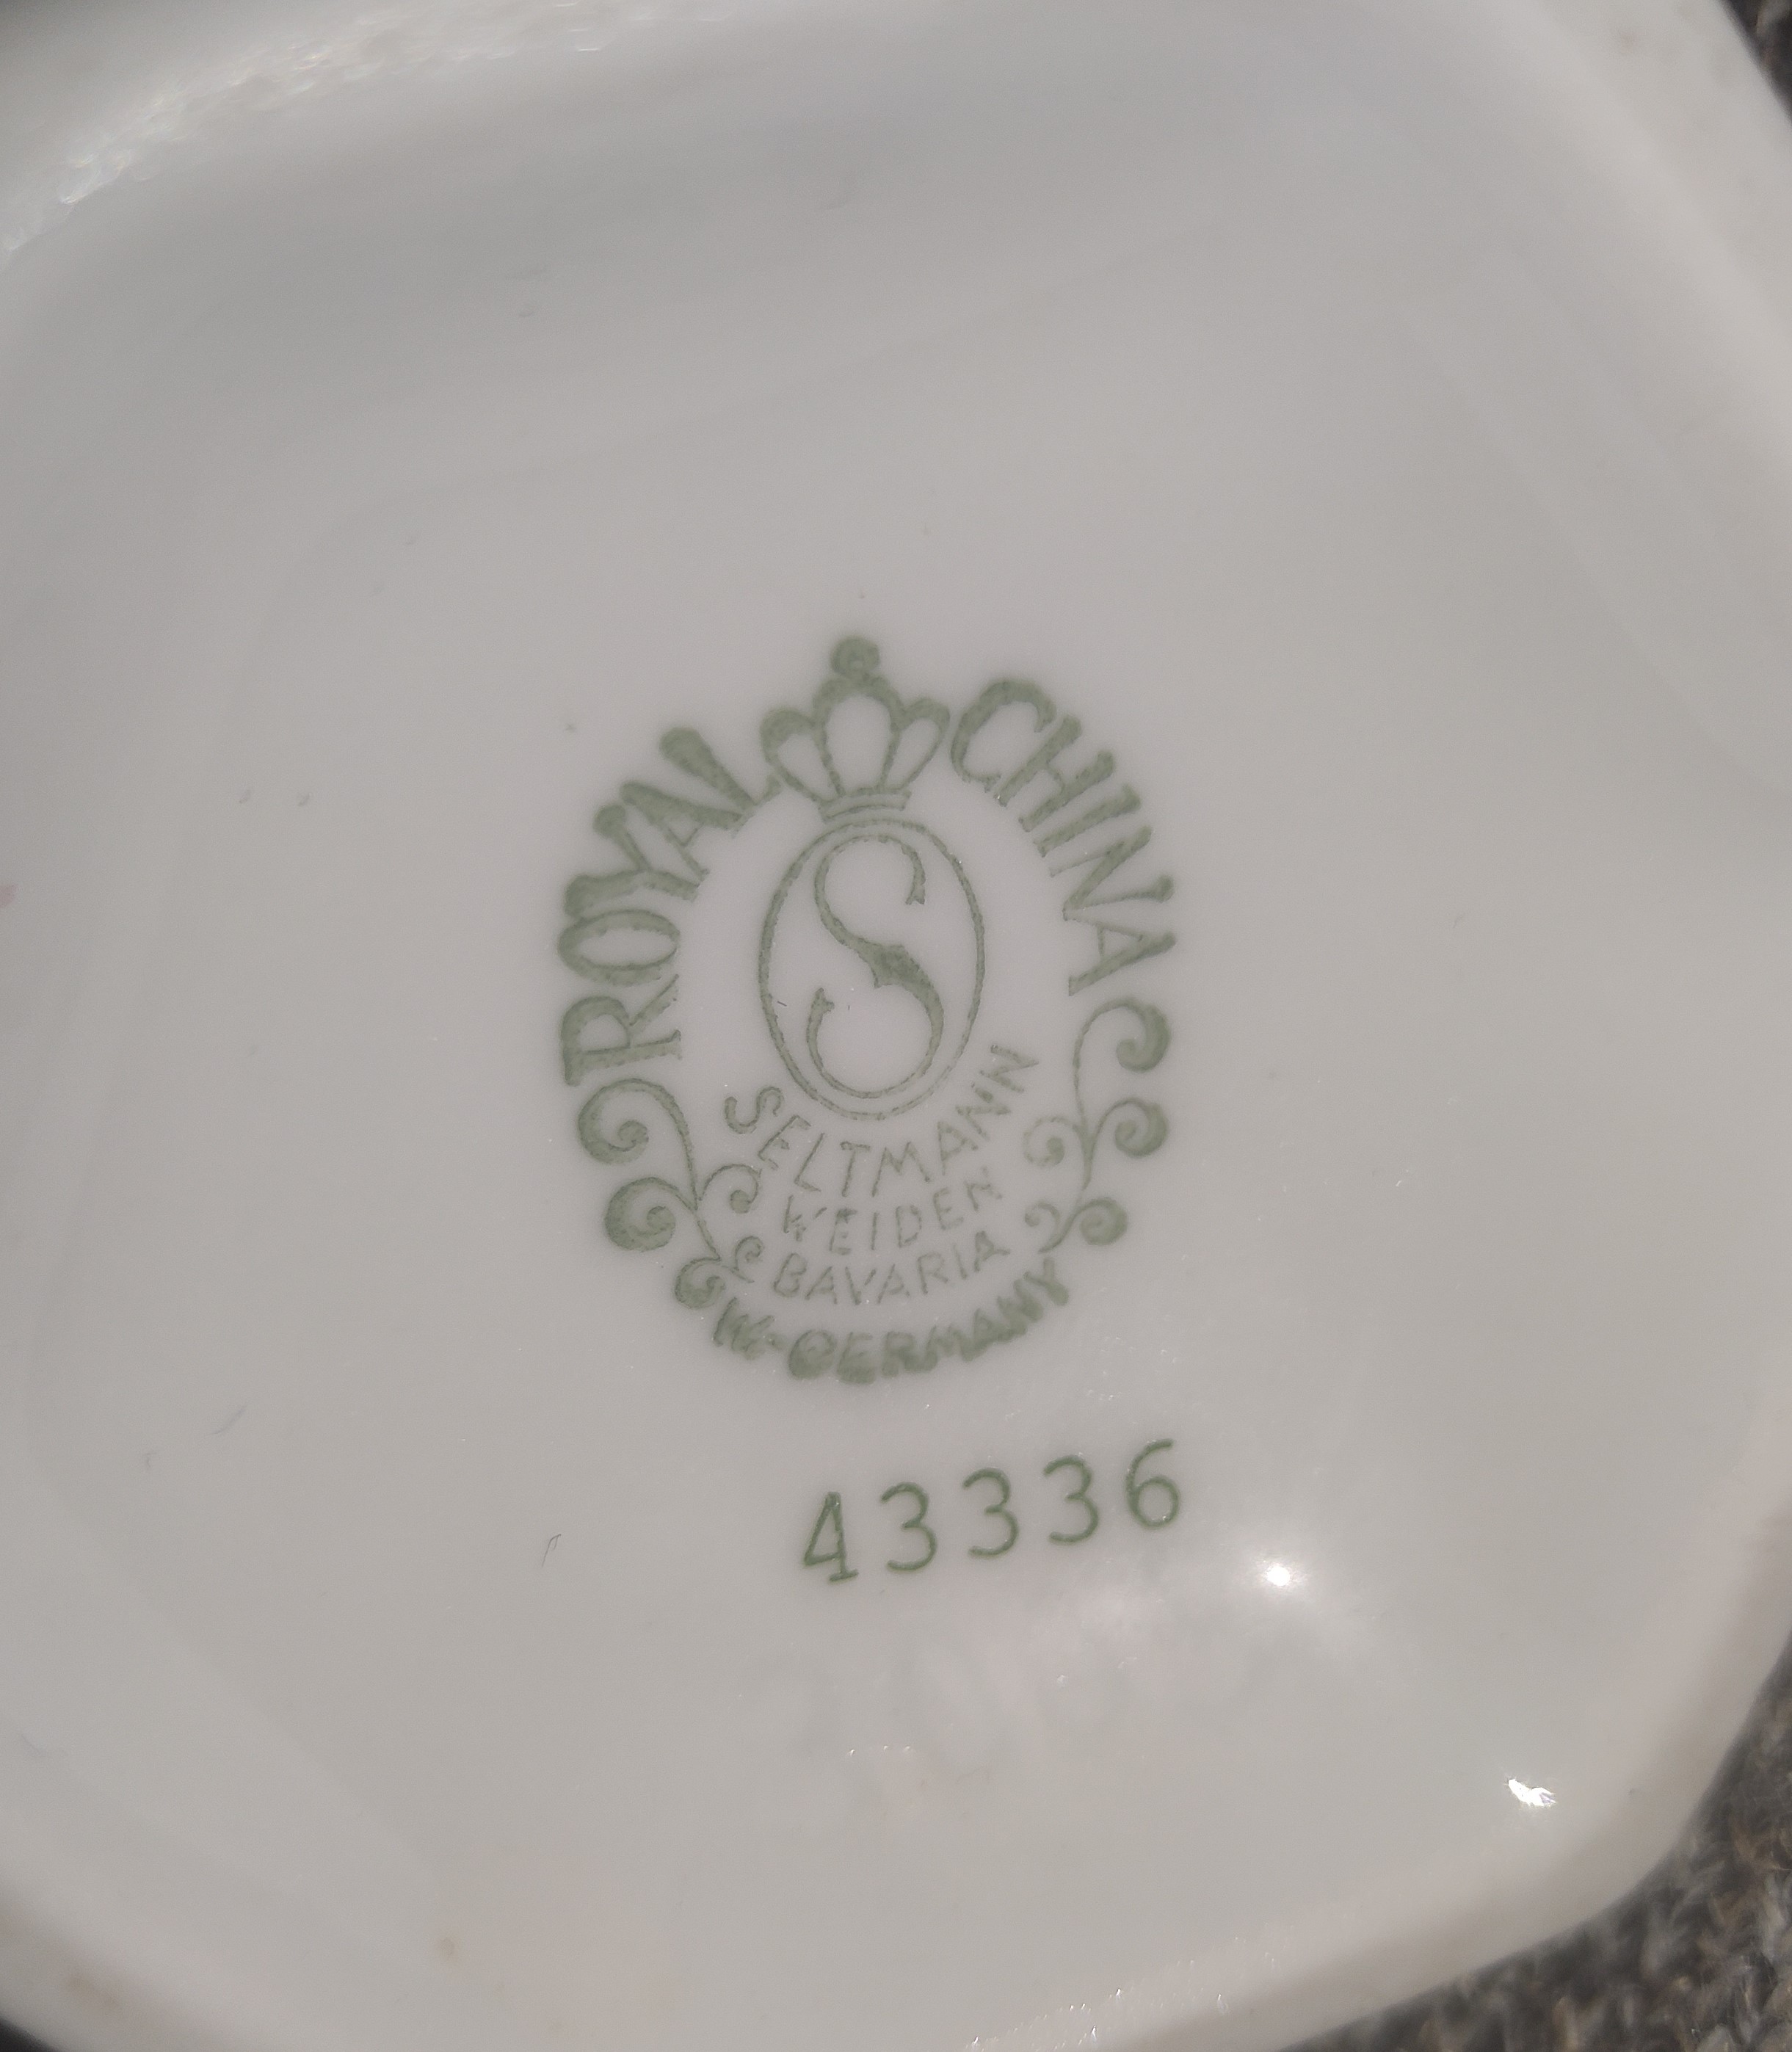 ROYAL CHINA
S
SELTMANN
WEIDEN
BAVARIA
W.-GERMANY
43336